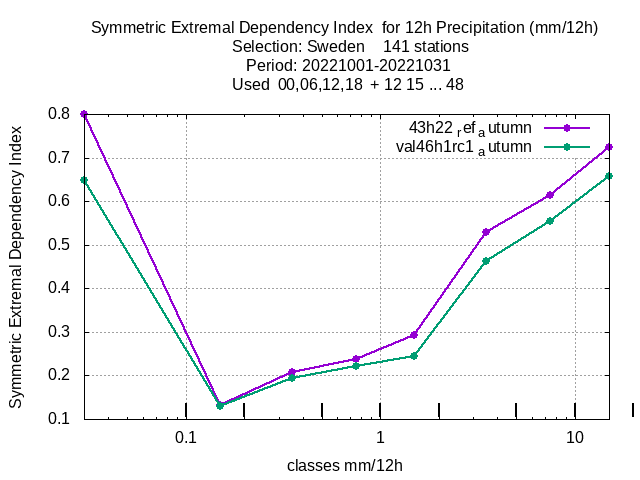 Symmetric Extremal Dependency Index  for 12h Precipitation (mm/12h)
Selection: Sweden    141 stations
Period: 20221001-20221031
Used  00,06,12,18  + 12 15 ... 48
43h22 ref autumn
val46h1rc1 autumn
Symmetric Extremal Dependency Index
0.8
0.7
0.6
0.5
0.4
0.3
0.2
0.1
0.1 1 10
classes mm/12h